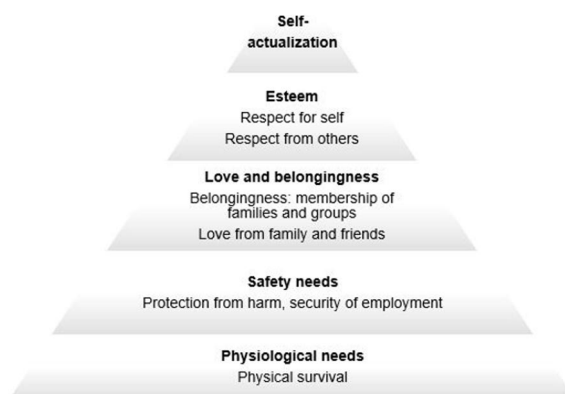 Self-
actualization
Esteem
Respect for self
Respect from others
Love and belongingness
Belongingness: membership of
families and groups
Love from family and friends
Safety needs
Protection from harm, security of employment
Physiological needs
Physical survival